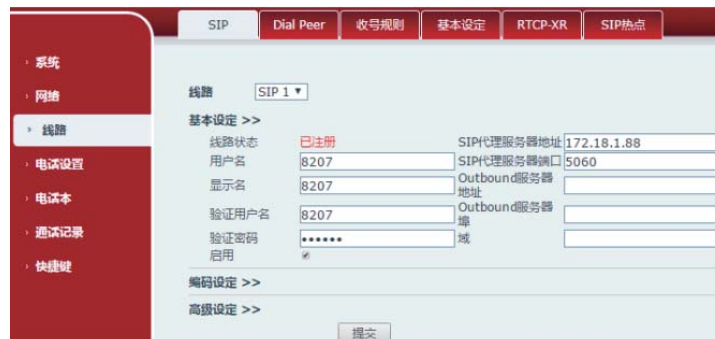 SIP Dial Peer 收号规则 基本设定 RTCP-XR SIP热点
系统
网络
线路
电话设置
电话本
通话记录
快捷键
线路 SIP 1
基本设定 >>
线路状态 已注册 SIP代理服务器地址 172.18.1.88
用户名 8207 SIP代理服务器端口 5060
显示名 8207 Outbound服务器
地址
验证用户名 8207 Outbound服务器
埠
验证密码 •••••• 域
启用
编码设定 >>
高级设定 >>
提交